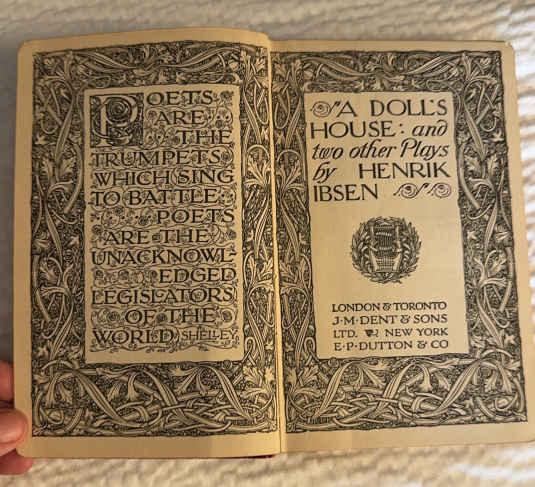 POETS
ARE
THE
TRUMPETS
WHICH SING
TO BATTLE
POETS
ARE THE
UNACKNOWL-
EDGED
LEGISLATORS
OF THE
WORLD SHELLEY
"A DOLL'S
HOUSE: and
two other Plays
by HENRIK
IBSEN
LONDON & TORONTO
J·M·DENT & SONS
LTD. NEW YORK
E·P·DUTTON & CO